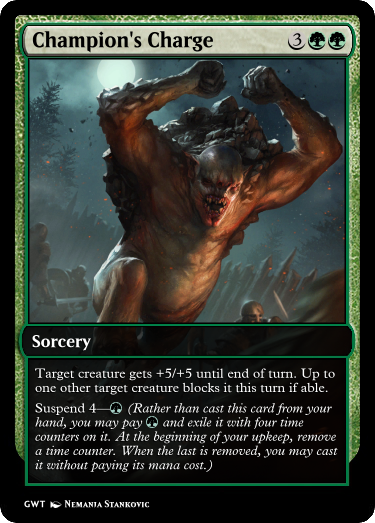 Champion's Charge 3
Sorcery
Target creature gets +5/+5 until end of turn. Up to
one other target creature blocks it this turn if able.
Suspend 4— (Rather than cast this card from your
hand, you may pay and exile it with four time
counters on it. At the beginning of your upkeep, remove
a time counter. When the last is removed, you may cast
it without paying its mana cost.)
GWT Nemania Stankovic